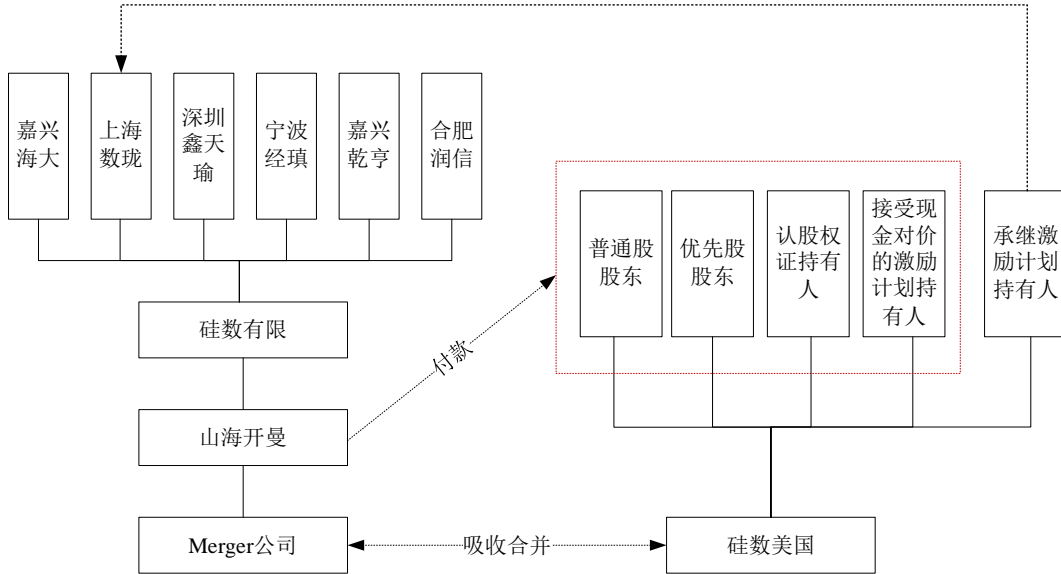 嘉兴
海大
上海
数珑
深圳
鑫天
瑜
宁波
经瑱
嘉兴
乾亨
合肥
润信
普通股
股东
优先股
股东
认股权
证持有
人
接受现
金对价
的激励
计划持
有人
承继激
励计划
持有人
硅数有限
付款
山海开曼
Merger公司
吸收合并
硅数美国